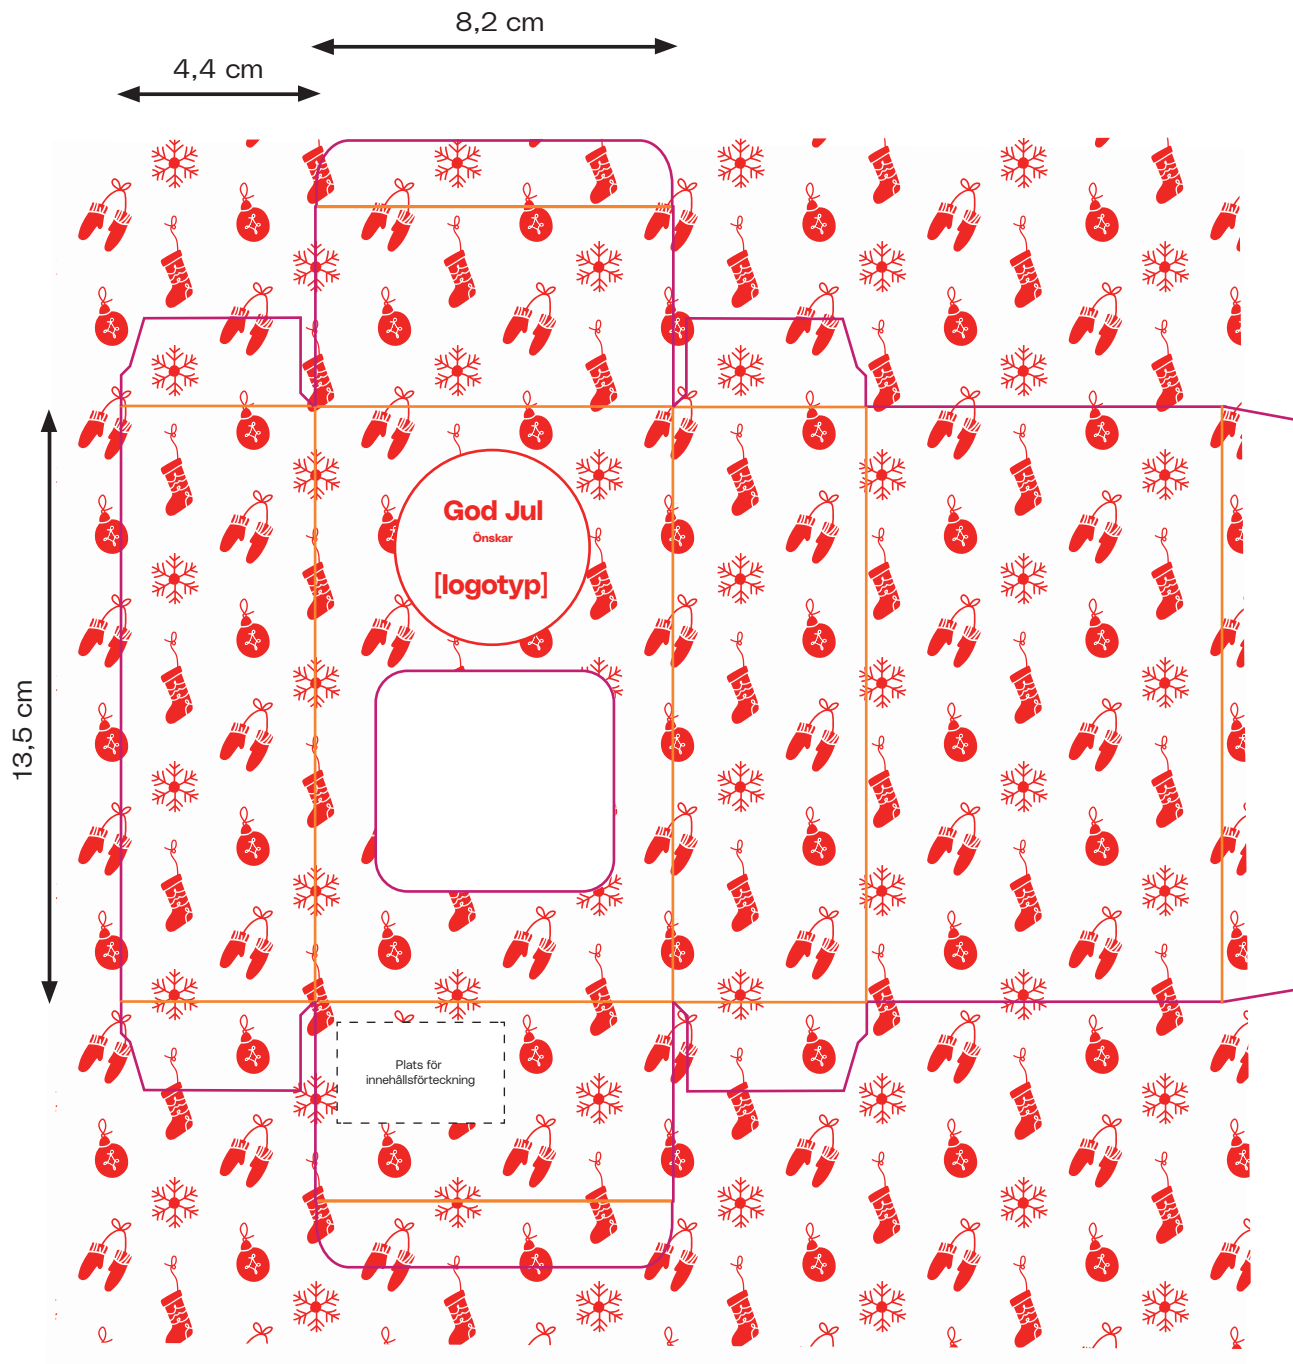 8,2 cm
4,4 cm
13,5 cm
God Jul
Önskar
[logotyp]
Plats för
innehållsförteckning